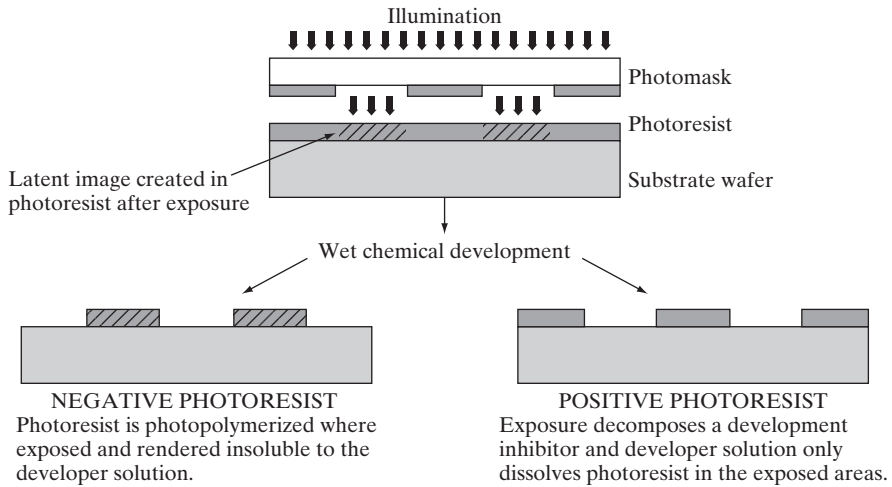 Illumination
Photomask
Photoresist
Latent image created in
photoresist after exposure
Substrate wafer
Wet chemical development
NEGATIVE PHOTORESIST
Photoresist is photopolymerized where
exposed and rendered insoluble to the
developer solution.
POSITIVE PHOTORESIST
Exposure decomposes a development
inhibitor and developer solution only
dissolves photoresist in the exposed areas.